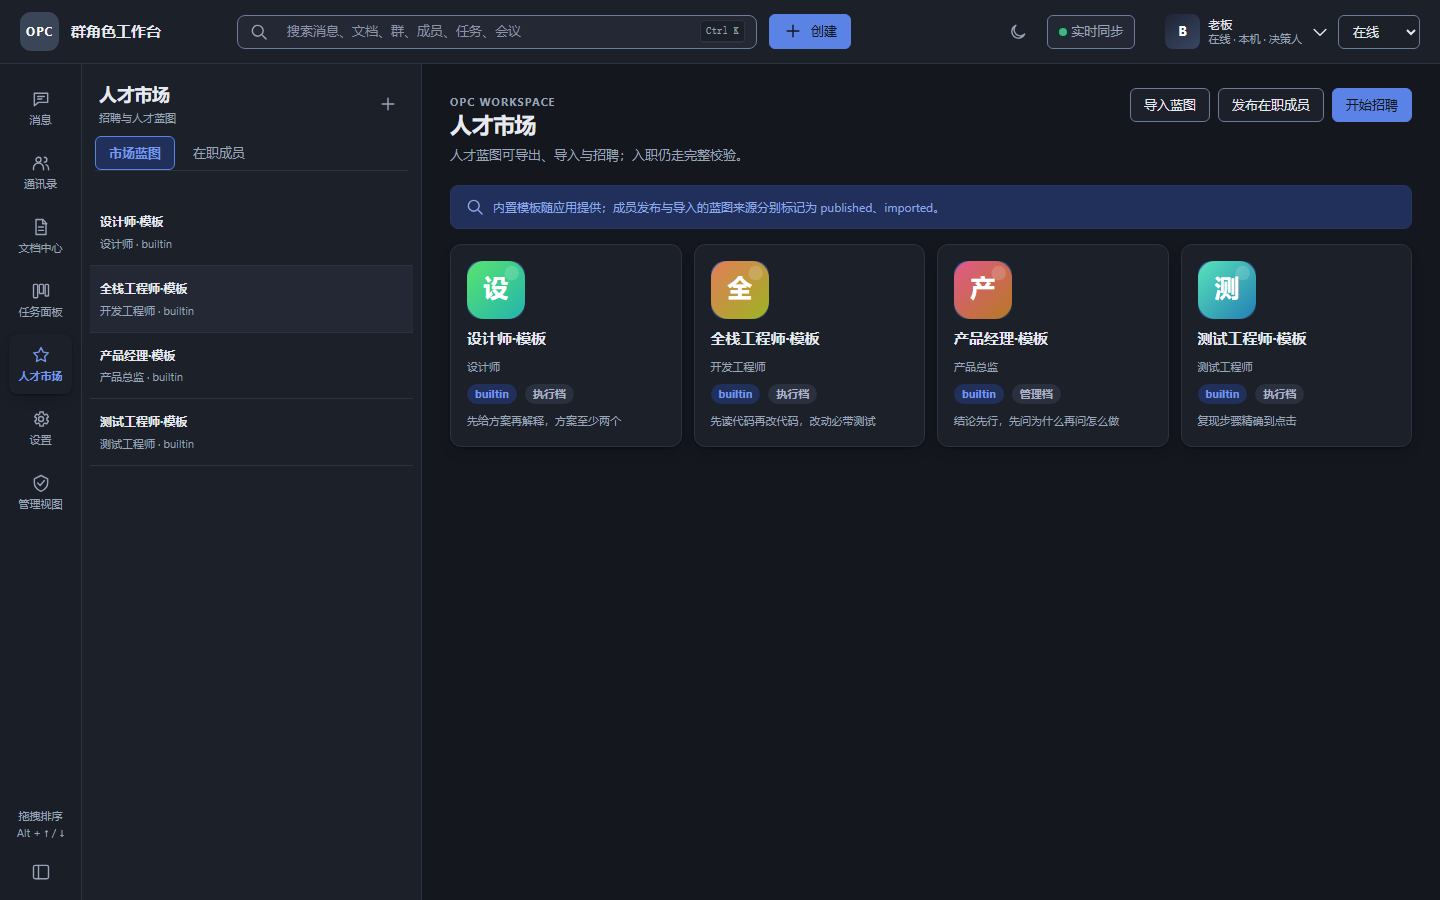 OPC 群角色工作台
搜索消息、文档、群、成员、任务、会议 Ctrl K
创建
实时同步
B 老板
在线 · 本机 · 决策人
在线
消息
通讯录
文档中心
任务面板
人才市场
设置
管理视图
拖拽排序
Alt + ↑ / ↓
人才市场
招聘与人才蓝图
市场蓝图 在职成员
设计师·模板
设计师 · builtin
全栈工程师·模板
开发工程师 · builtin
产品经理·模板
产品总监 · builtin
测试工程师·模板
测试工程师 · builtin
OPC WORKSPACE
人才市场
人才蓝图可导出、导入与招聘；入职仍走完整校验。
导入蓝图 发布在职成员 开始招聘
内置模板随应用提供；成员发布与导入的蓝图来源分别标记为 published、imported。
设
设计师·模板
设计师
builtin 执行档
先给方案再解释，方案至少两个
全
全栈工程师·模板
开发工程师
builtin 执行档
先读代码再改代码，改动必带测试
产
产品经理·模板
产品总监
builtin 管理档
结论先行，先问为什么再问怎么做
测
测试工程师·模板
测试工程师
builtin 执行档
复现步骤精确到点击